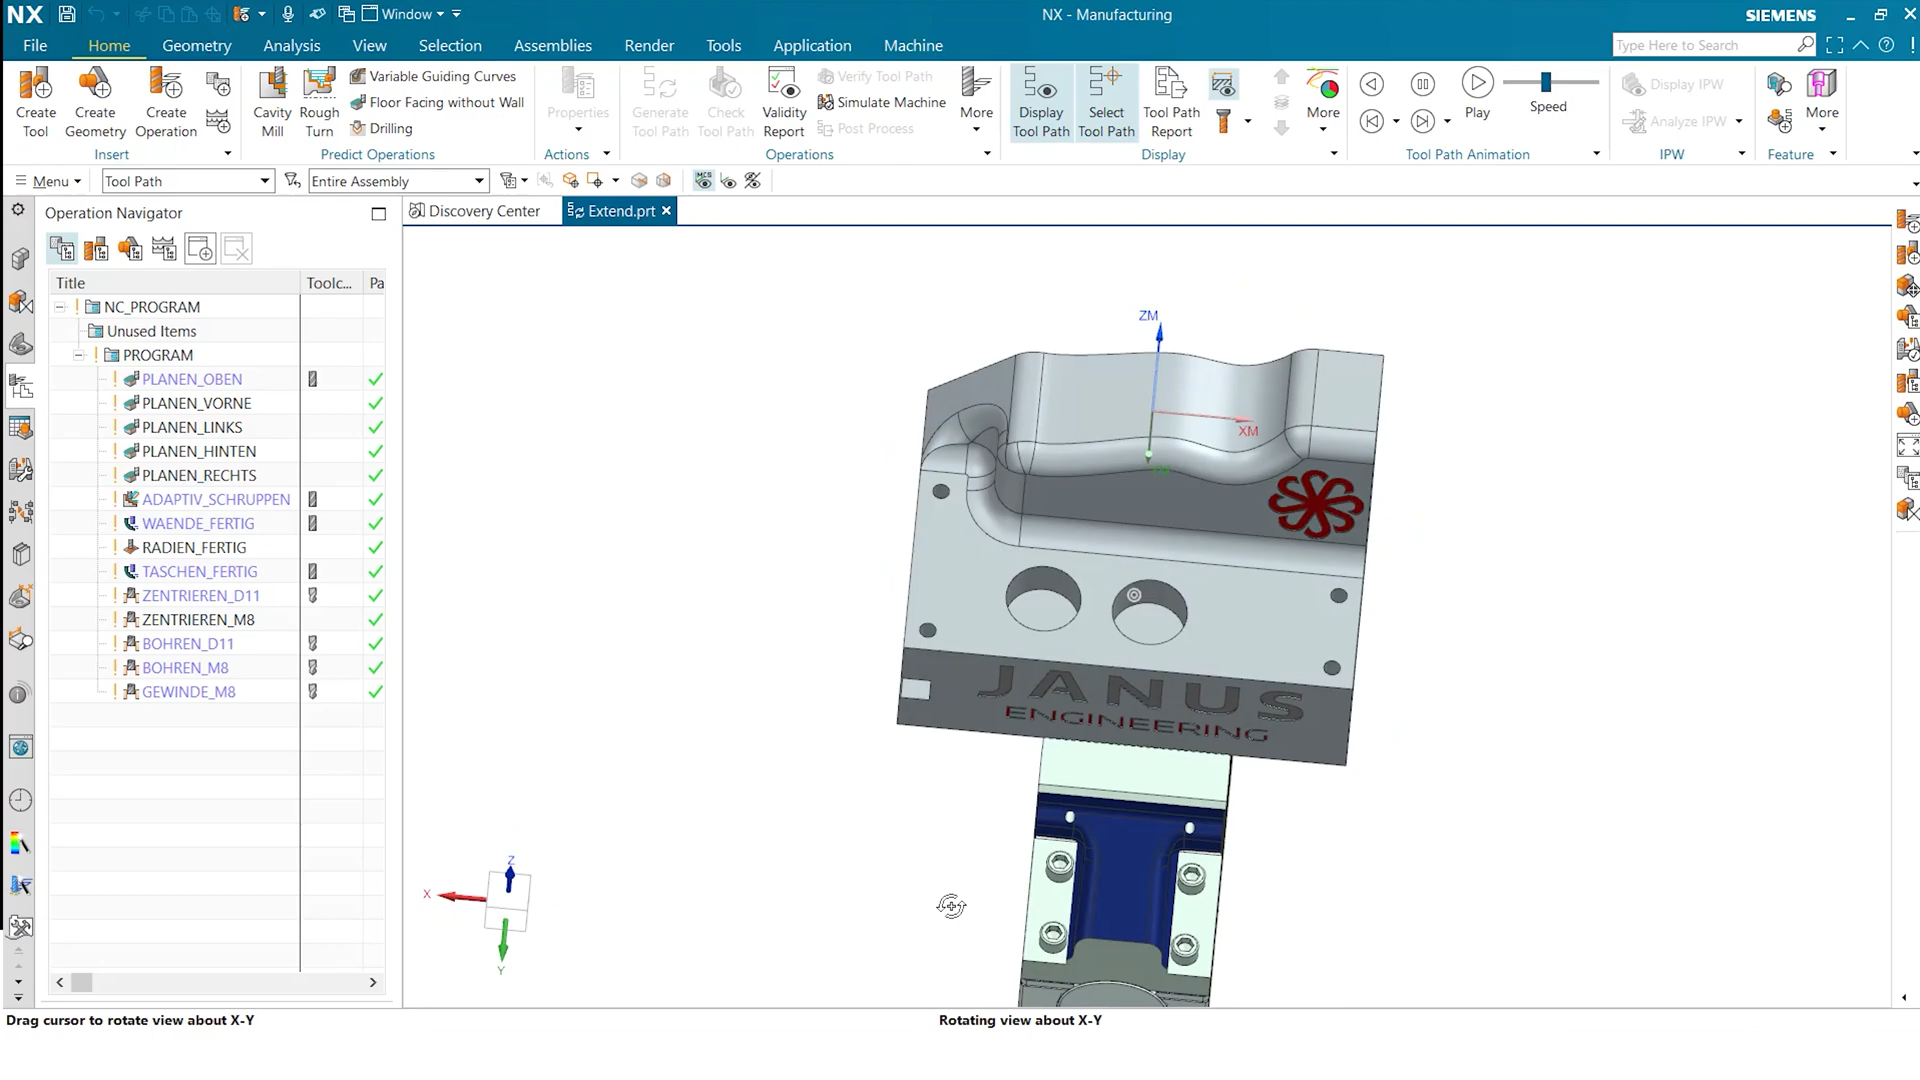 NX
Window
NX - Manufacturing
SIEMENS
File
Home
Geometry
Analysis
View
Selection
Assemblies
Render
Tools
Application
Machine
Type Here to Search
Create Tool
Create Geometry
Create Operation
Insert
Cavity Mill
Rough Turn
Variable Guiding Curves
Floor Facing without Wall
Drilling
Predict Operations
Properties
Actions
Generate Tool Path
Check Tool Path
Validity Report
Verify Tool Path
Simulate Machine
Post Process
More
Operations
Display Tool Path
Select Tool Path
Tool Path Report
More
Display
Play
Speed
Tool Path Animation
Display IPW
Analyze IPW
IPW
More
Feature
Menu
Tool Path
Entire Assembly
MCS
Operation Navigator
Discovery Center
Extend.prt
Title
Toolc...
Pa
NC_PROGRAM
Unused Items
PROGRAM
PLANEN_OBEN
PLANEN_VORNE
PLANEN_LINKS
PLANEN_HINTEN
PLANEN_RECHTS
ADAPTIV_SCHRUPPEN
WAENDE_FERTIG
RADIEN_FERTIG
TASCHEN_FERTIG
ZENTRIEREN_D11
ZENTRIEREN_M8
BOHREN_D11
BOHREN_M8
GEWINDE_M8
ZM
XM
JANUS
ENGINEERING
Z
X
Y
Drag cursor to rotate view about X-Y
Rotating view about X-Y